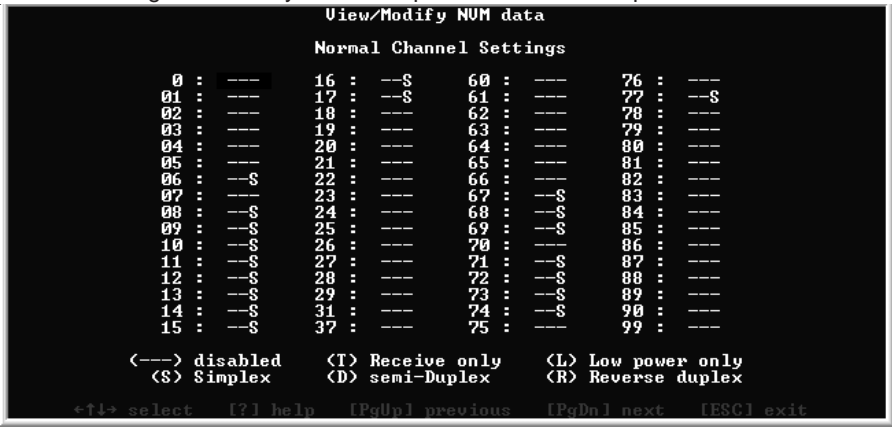 View/Modify NVM data
Normal Channel Settings
0 : --- 16 : --S 60 : --- 76 : ---
01 : --- 17 : --S 61 : --- 77 : --S
02 : --- 18 : --- 62 : --- 78 : ---
03 : --- 19 : --- 63 : --- 79 : ---
04 : --- 20 : --- 64 : --- 80 : ---
05 : --- 21 : --- 65 : --- 81 : ---
06 : --S 22 : --- 66 : --- 82 : ---
07 : --- 23 : --- 67 : --S 83 : ---
08 : --S 24 : --- 68 : --S 84 : ---
09 : --S 25 : --- 69 : --S 85 : ---
10 : --S 26 : --- 70 : --- 86 : ---
11 : --S 27 : --- 71 : --S 87 : ---
12 : --S 28 : --- 72 : --S 88 : ---
13 : --S 29 : --- 73 : --S 89 : ---
14 : --S 31 : --- 74 : --S 90 : ---
15 : --S 37 : --- 75 : --- 99 : ---
(---) disabled (T) Receive only (L) Low power only
(S) Simplex (D) semi-Duplex (R) Reverse duplex
←↑↓→ select [?] help [PgUp] previous [PgDn] next [ESC] exit